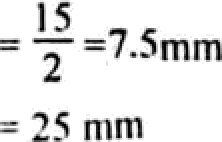 = 15/2 = 7.5mm
= 25 mm